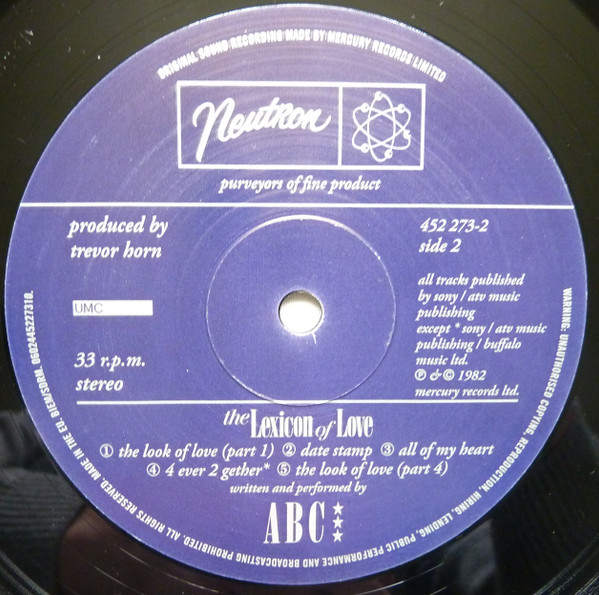 ORIGINAL SOUND RECORDING MADE BY MERCURY RECORDS LIMITED
Neutron
purveyors of fine product
produced by
trevor horn
452 273-2
side 2
UMC
all tracks published
by sony / atv music
publishing
except * sony / atv music
publishing / buffalo
music ltd.
℗ & © 1982
mercury records ltd.
33 r.p.m.
stereo
the Lexicon of Love
① the look of love (part 1) ② date stamp ③ all of my heart
④ 4 ever 2 gether* ⑤ the look of love (part 4)
written and performed by
ABC
WARNING: UNAUTHORISED COPYING, REPRODUCTION, HIRING, LENDING, PUBLIC PERFORMANCE AND BROADCASTING PROHIBITED. ALL RIGHTS RESERVED. MADE IN THE EU. BIEM/SDRM. 0602445227310.